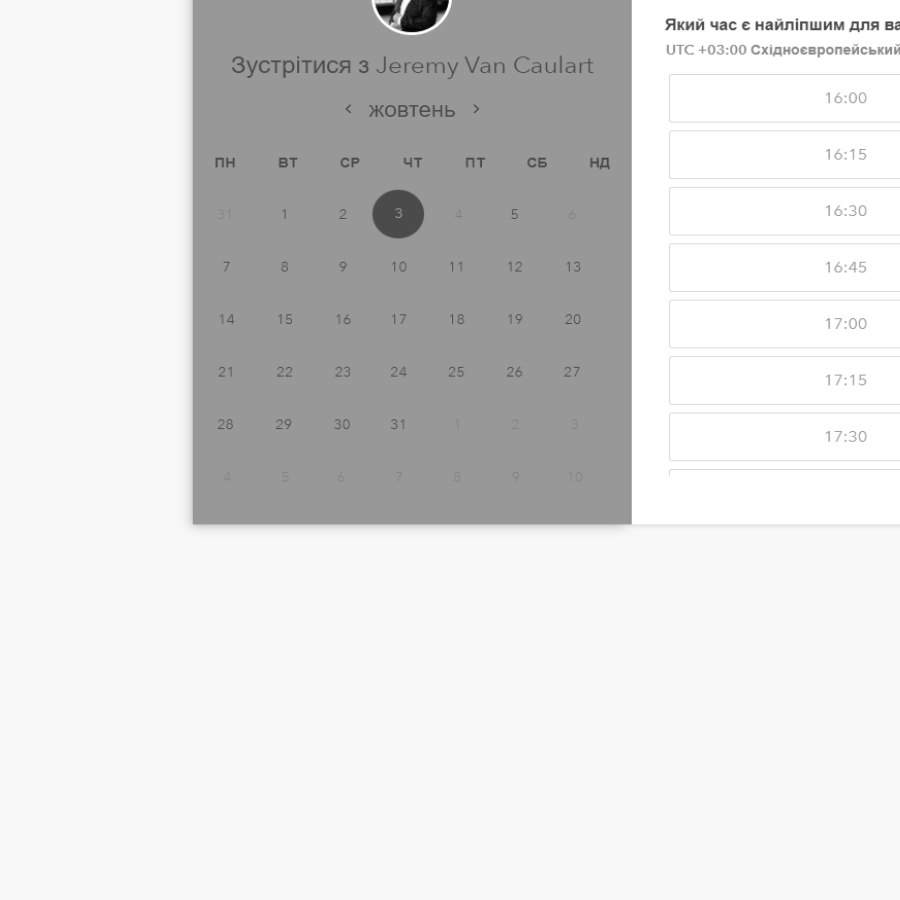 Зустрітися з Jeremy Van Caulart
жовтень
ПН ВТ СР ЧТ ПТ СБ НД
31 1 2 3 4 5 6
7 8 9 10 11 12 13
14 15 16 17 18 19 20
21 22 23 24 25 26 27
28 29 30 31 1 2 3
4 5 6 7 8 9 10
Який час є найліпшим для
UTC +03:00 Східноєвропейський
16:00
16:15
16:30
16:45
17:00
17:15
17:30